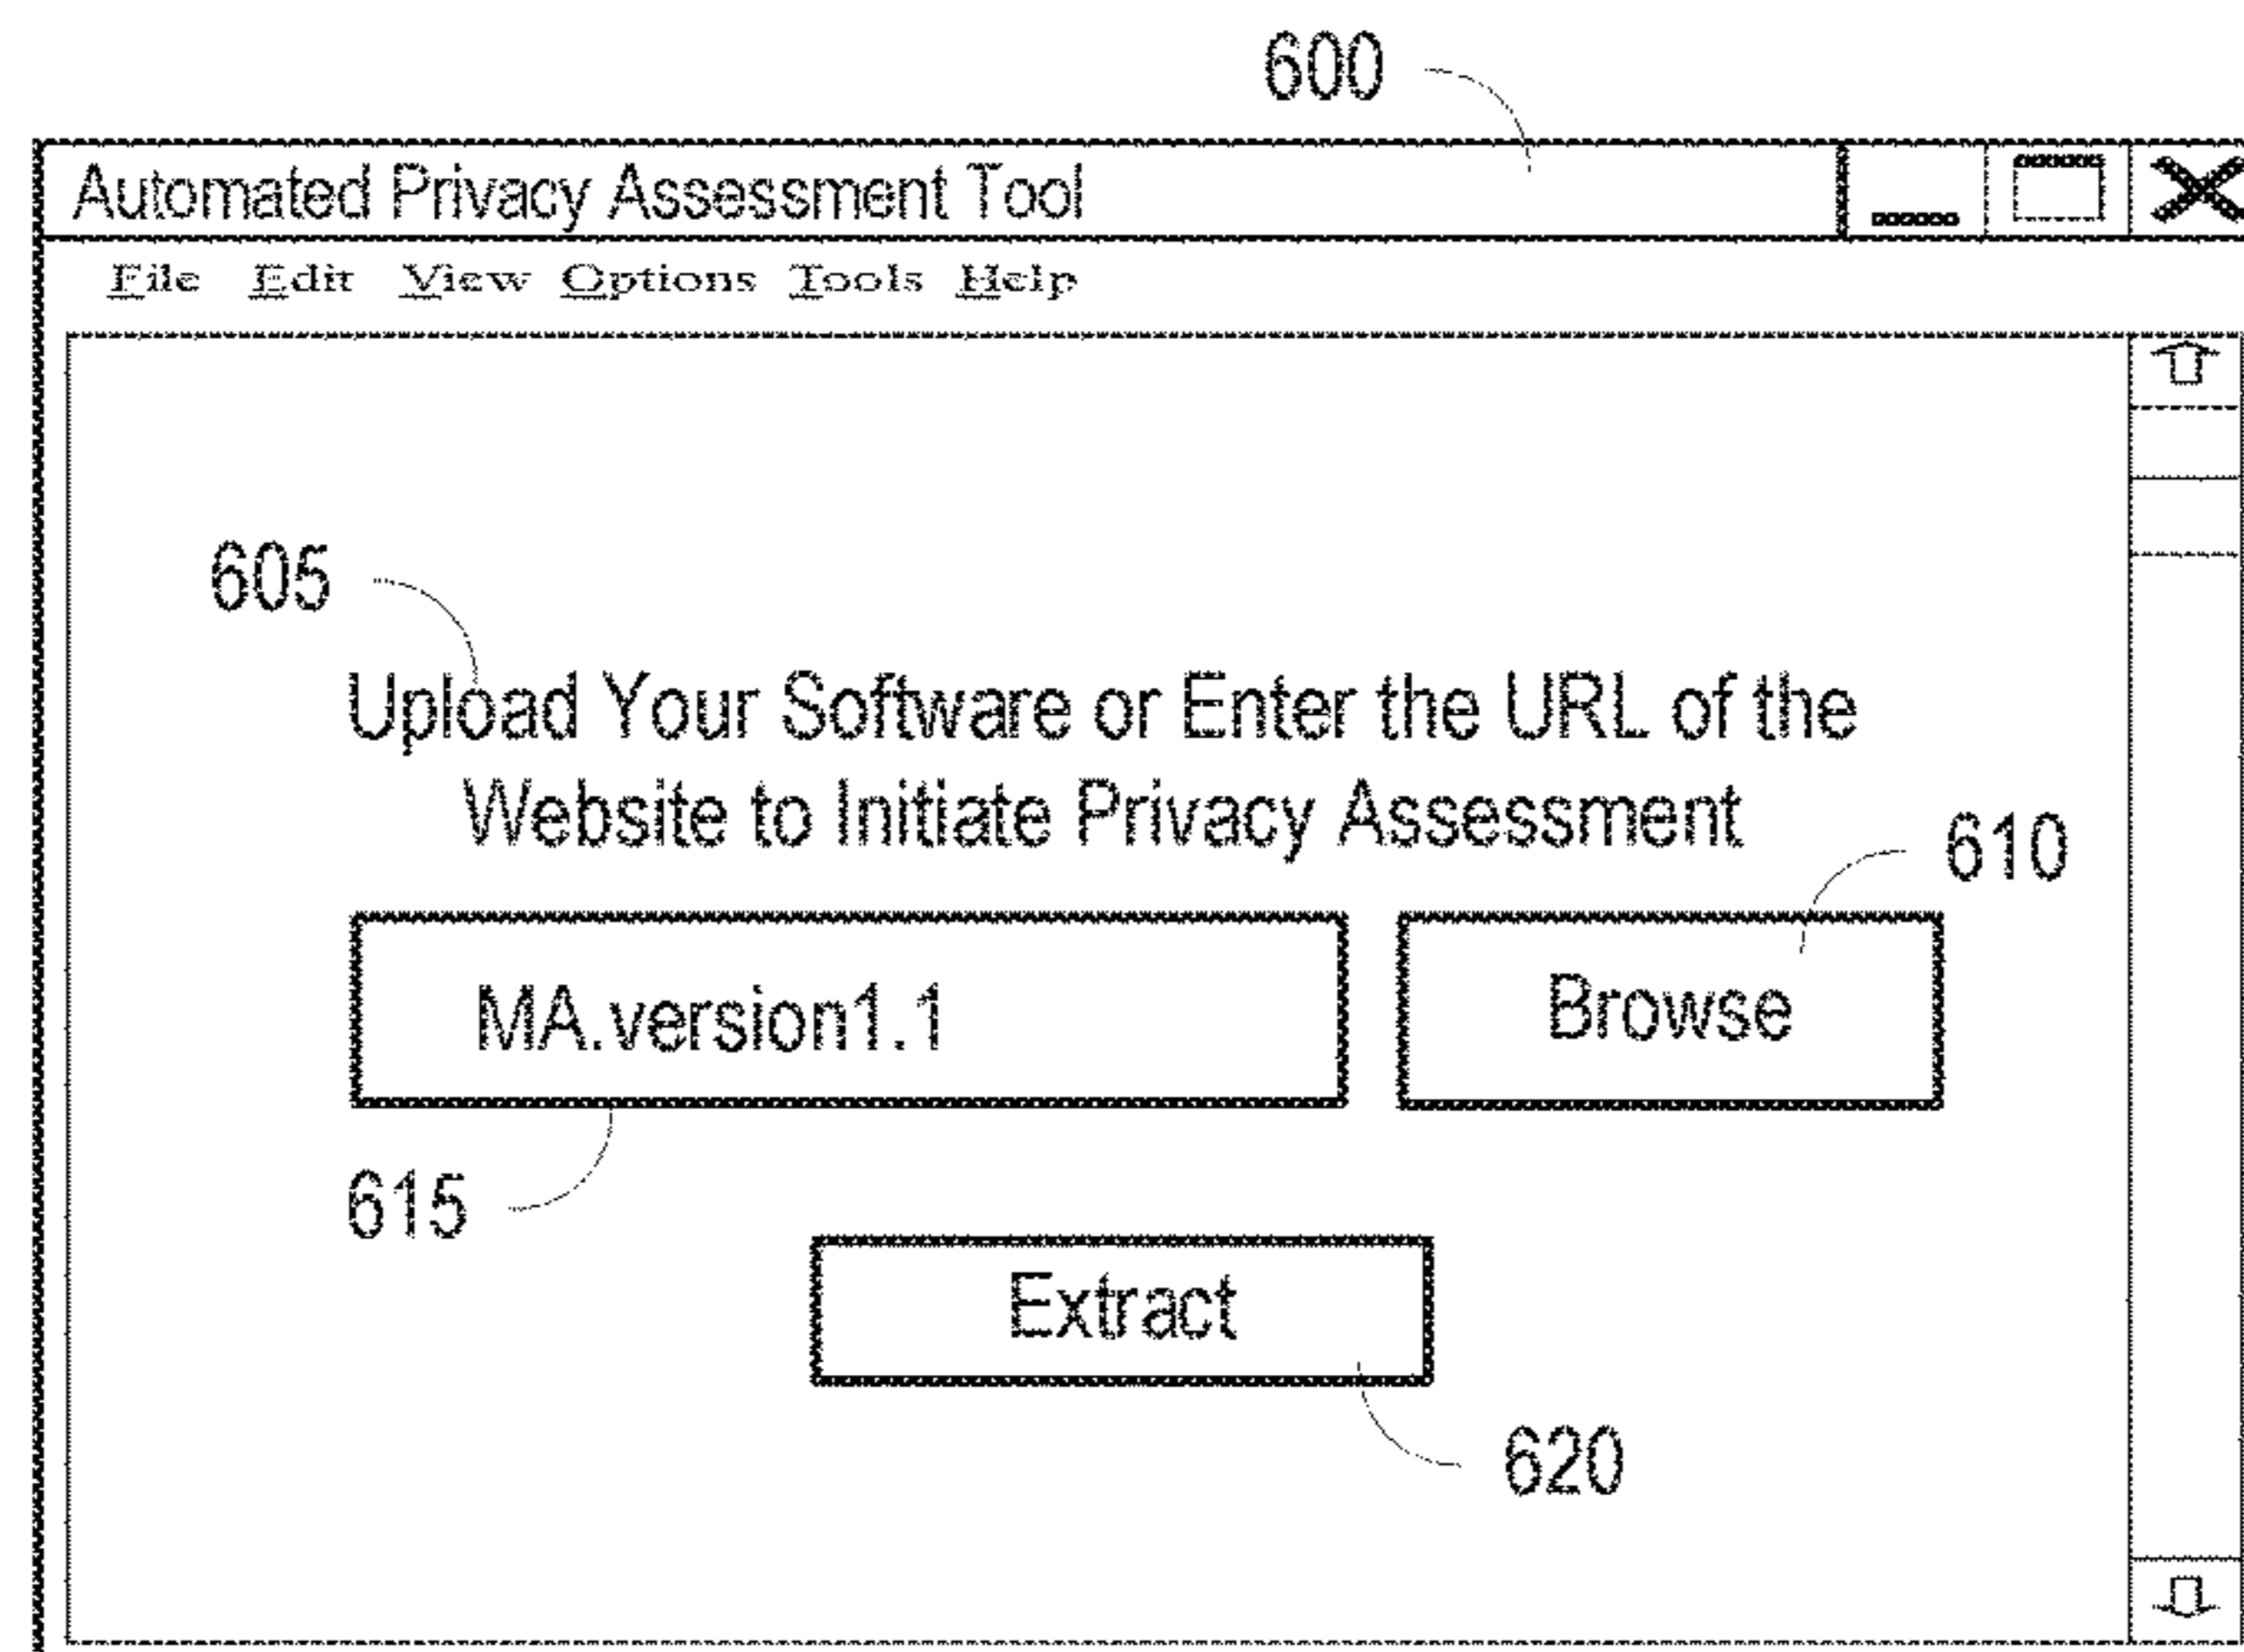 600
Automated Privacy Assessment Tool
File Edit View Options Tools Help
605
Upload Your Software or Enter the URL of the
Website to Initiate Privacy Assessment
610
MA.version1.1
Browse
615
Extract
620